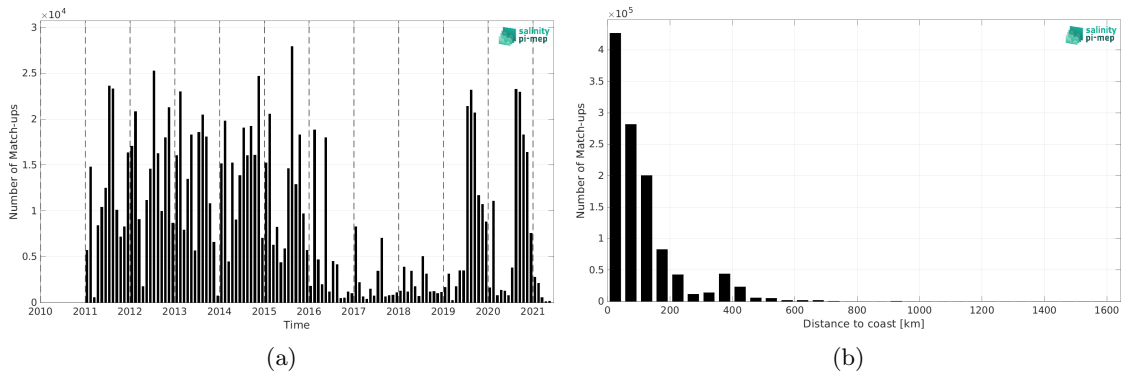 ×10⁴
3
2.5
2
1.5
1
0.5
0
Number of Match-ups
2010 2011 2012 2013 2014 2015 2016 2017 2018 2019 2020 2021
Time
salinity
pi-mep
(a)
×10⁵
4
3.5
3
2.5
2
1.5
1
0.5
0
Number of Match-ups
0 200 400 600 800 1000 1200 1400 1600
Distance to coast [km]
salinity
pi-mep
(b)